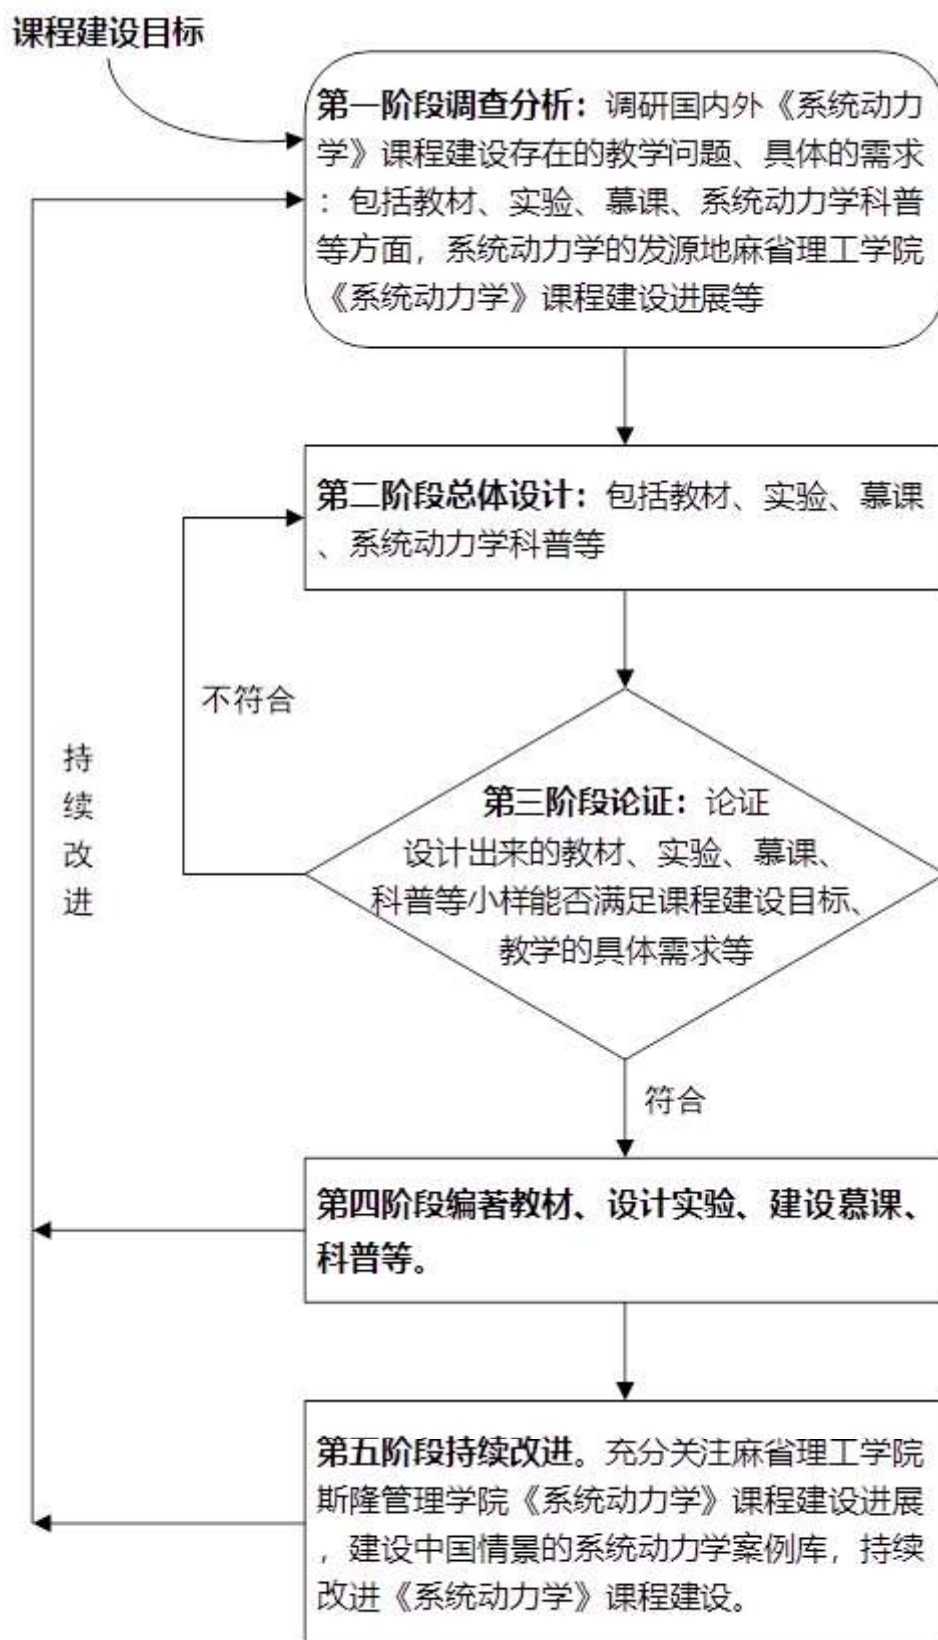 课程建设目标
第一阶段调查分析：调研国内外《系统动力
学》课程建设存在的教学问题、具体的需求
：包括教材、实验、慕课、系统动力学科普
等方面，系统动力学的发源地麻省理工学院
《系统动力学》课程建设进展等
第二阶段总体设计：包括教材、实验、慕课
、系统动力学科普等
不符合
持
续
改
进
第三阶段论证：论证
设计出来的教材、实验、慕课、
科普等小样能否满足课程建设目标、
教学的具体需求等
符合
第四阶段编著教材、设计实验、建设慕课、
科普等。
第五阶段持续改进。充分关注麻省理工学院
斯隆管理学院《系统动力学》课程建设进展
，建设中国情景的系统动力学案例库，持续
改进《系统动力学》课程建设。